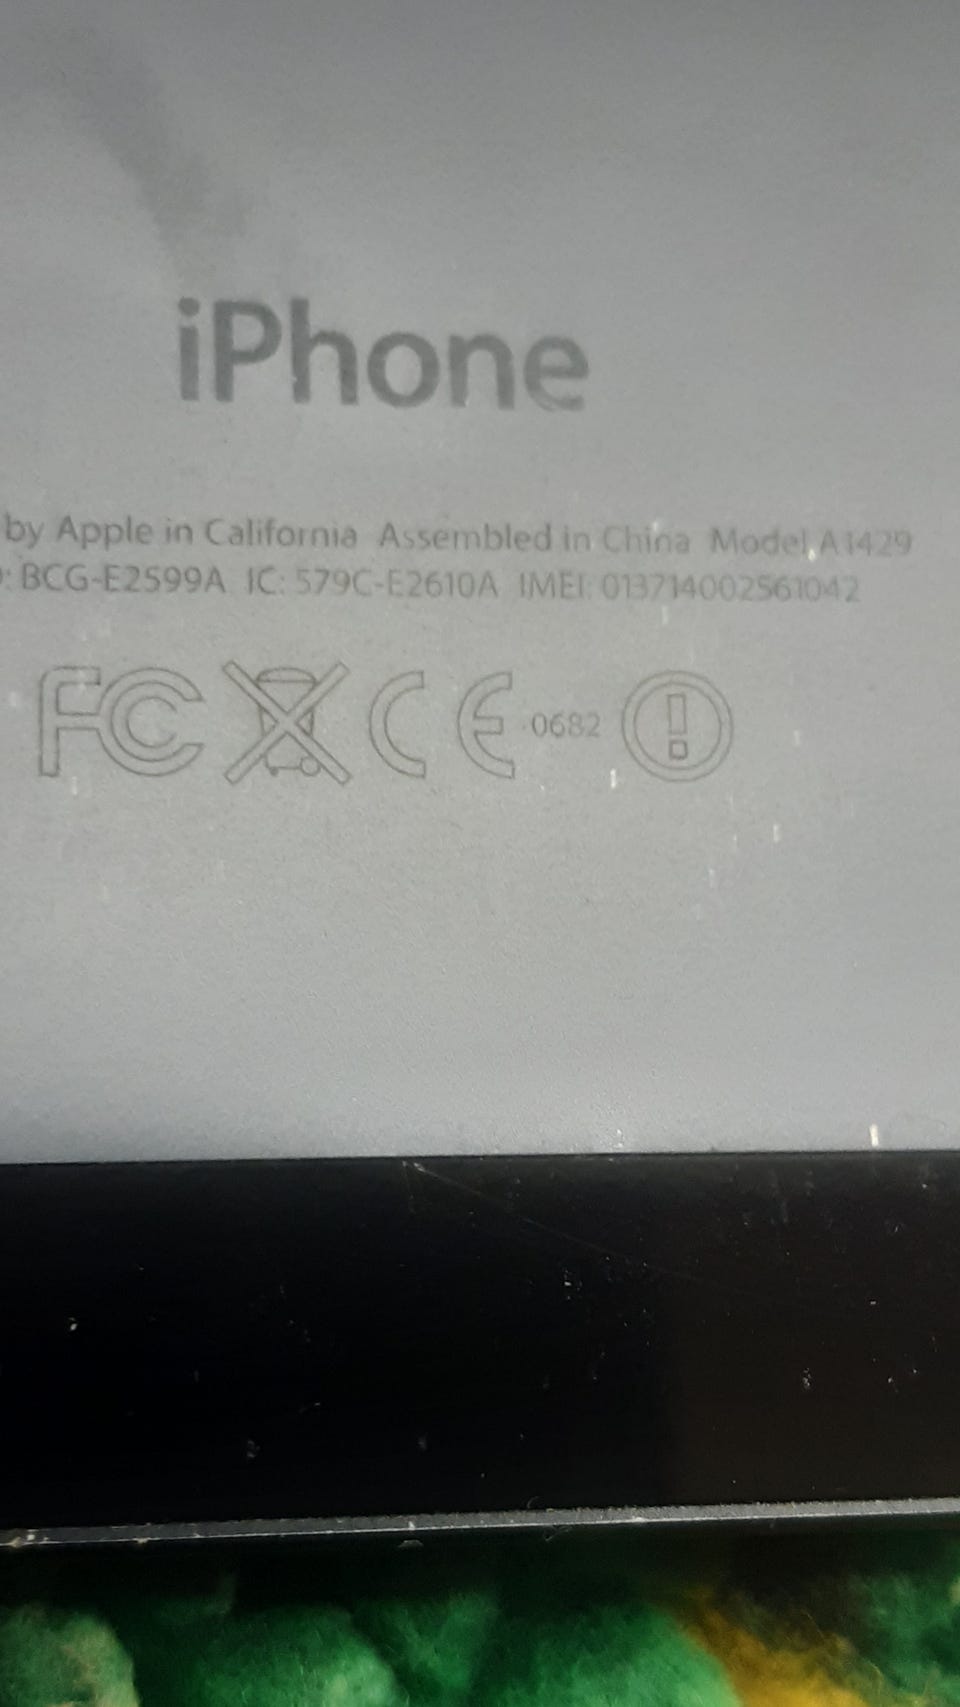 iPhone
by Apple in California Assembled in China Model A1429
: BCG-E2599A IC: 579C-E2610A IMEI: 013714002561042
FC CE 0682